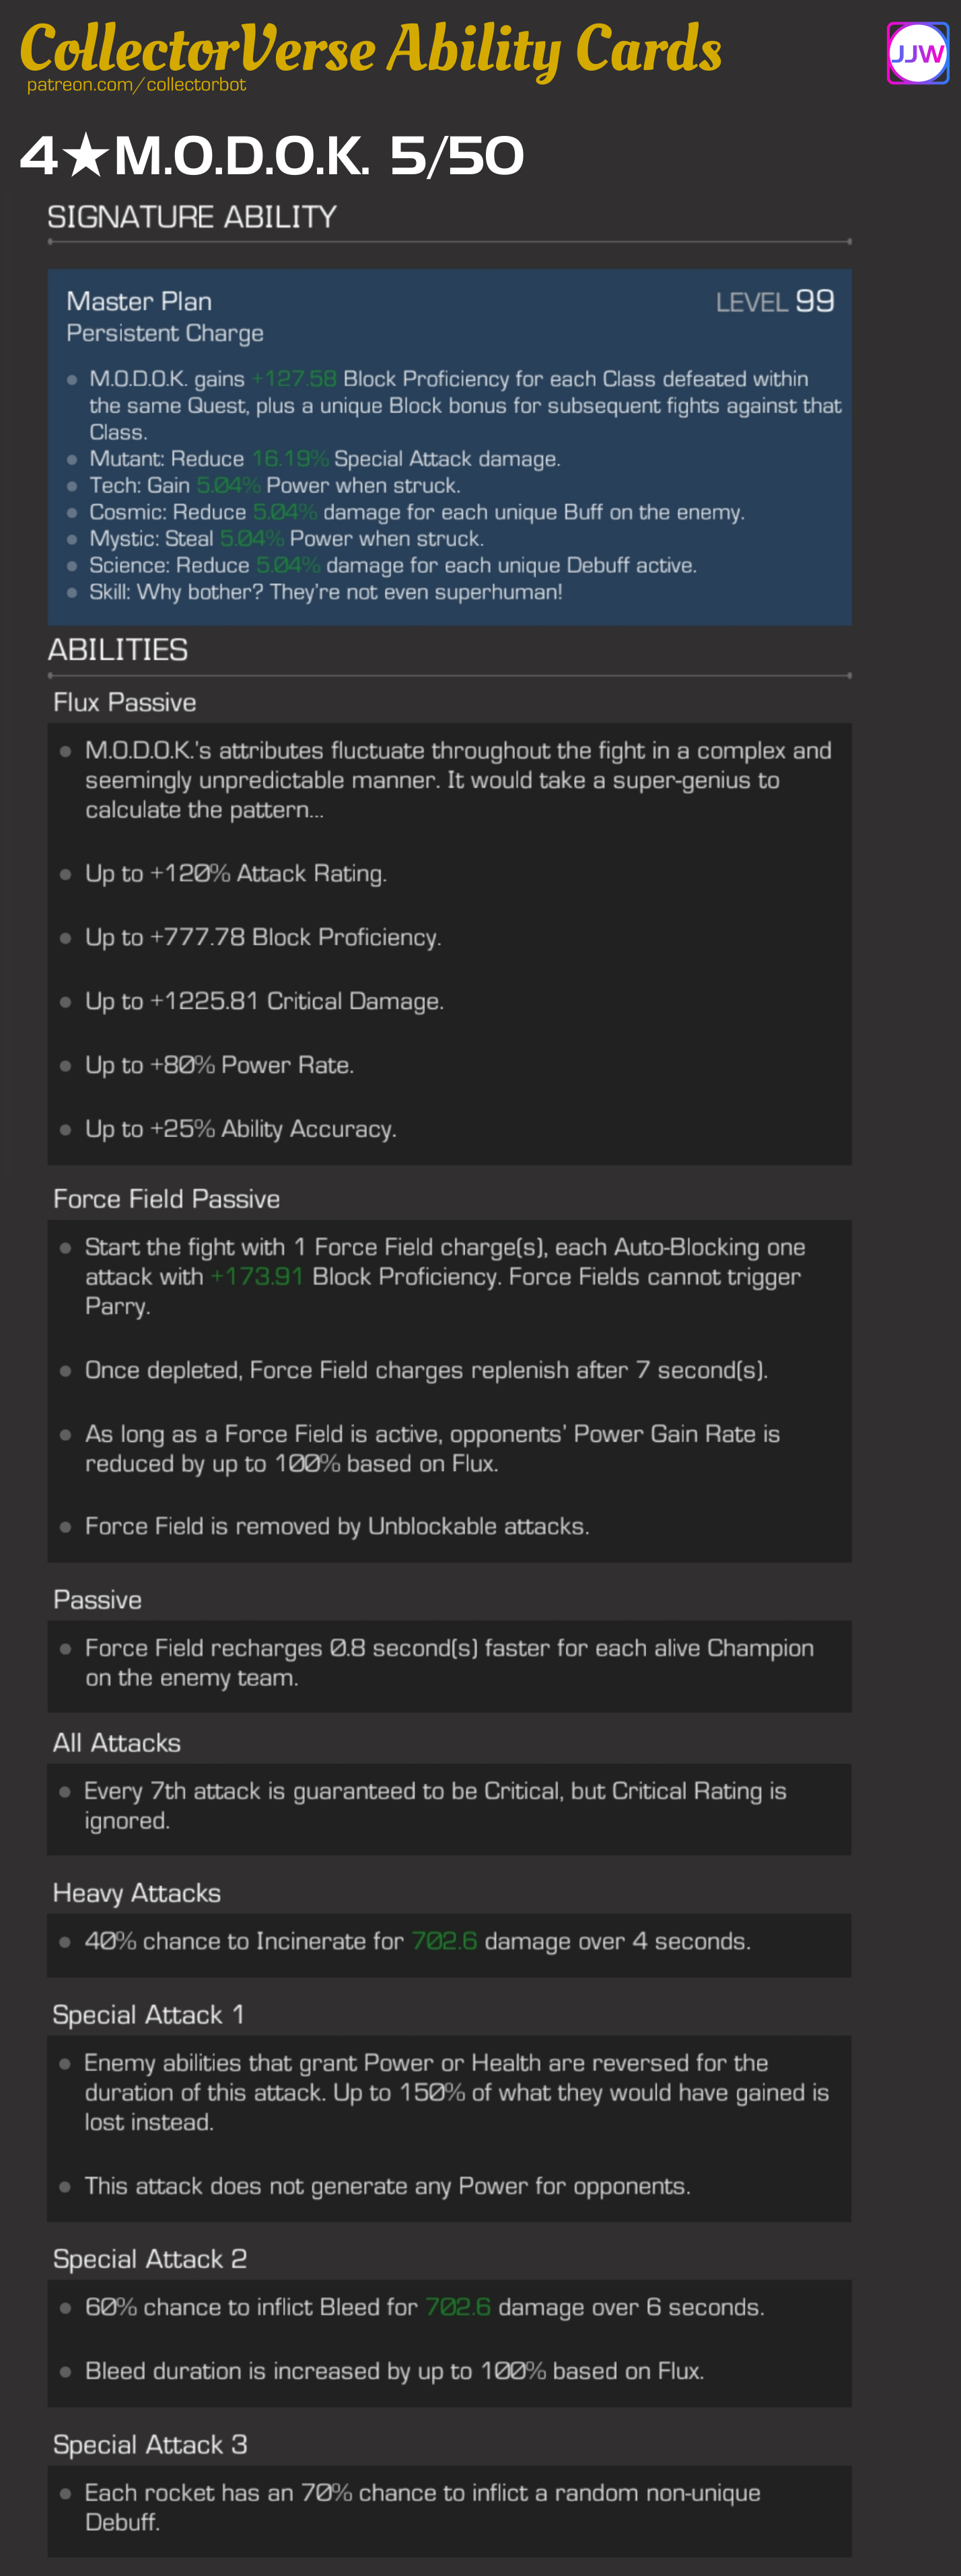 CollectorVerse Ability Cards
JJW
patreon.com/collectorbot
4★M.O.D.O.K. 5/50
SIGNATURE ABILITY
Master Plan
LEVEL 99
Persistent Charge
M.O.D.O.K. gains +127.58 Block Proficiency for each Class defeated within
the same Quest, plus a unique Block bonus for subsequent fights against that
Class.
Mutant: Reduce 16.19% Special Attack damage.
Tech: Gain 5.04% Power when struck.
Cosmic: Reduce 5.04% damage for each unique Buff on the enemy.
Mystic: Steal 5.04% Power when struck.
Science: Reduce 5.04% damage for each unique Debuff active.
Skill: Why bother? They're not even superhuman!
ABILITIES
Flux Passive
M.O.D.O.K.'s attributes fluctuate throughout the fight in a complex and
seemingly unpredictable manner. It would take a super-genius to
calculate the pattern...
Up to +120% Attack Rating.
Up to +777.78 Block Proficiency.
Up to +1225.81 Critical Damage.
Up to +80% Power Rate.
Up to +25% Ability Accuracy.
Force Field Passive
Start the fight with 1 Force Field charge(s), each Auto-Blocking one
attack with +173.91 Block Proficiency. Force Fields cannot trigger
Parry.
Once depleted, Force Field charges replenish after 7 second(s).
As long as a Force Field is active, opponents' Power Gain Rate is
reduced by up to 100% based on Flux.
Force Field is removed by Unblockable attacks.
Passive
Force Field recharges 0.8 second(s) faster for each alive Champion
on the enemy team.
All Attacks
Every 7th attack is guaranteed to be Critical, but Critical Rating is
ignored.
Heavy Attacks
40% chance to Incinerate for 702.6 damage over 4 seconds.
Special Attack 1
Enemy abilities that grant Power or Health are reversed for the
duration of this attack. Up to 150% of what they would have gained is
lost instead.
This attack does not generate any Power for opponents.
Special Attack 2
60% chance to inflict Bleed for 702.6 damage over 6 seconds.
Bleed duration is increased by up to 100% based on Flux.
Special Attack 3
Each rocket has an 70% chance to inflict a random non-unique
Debuff.